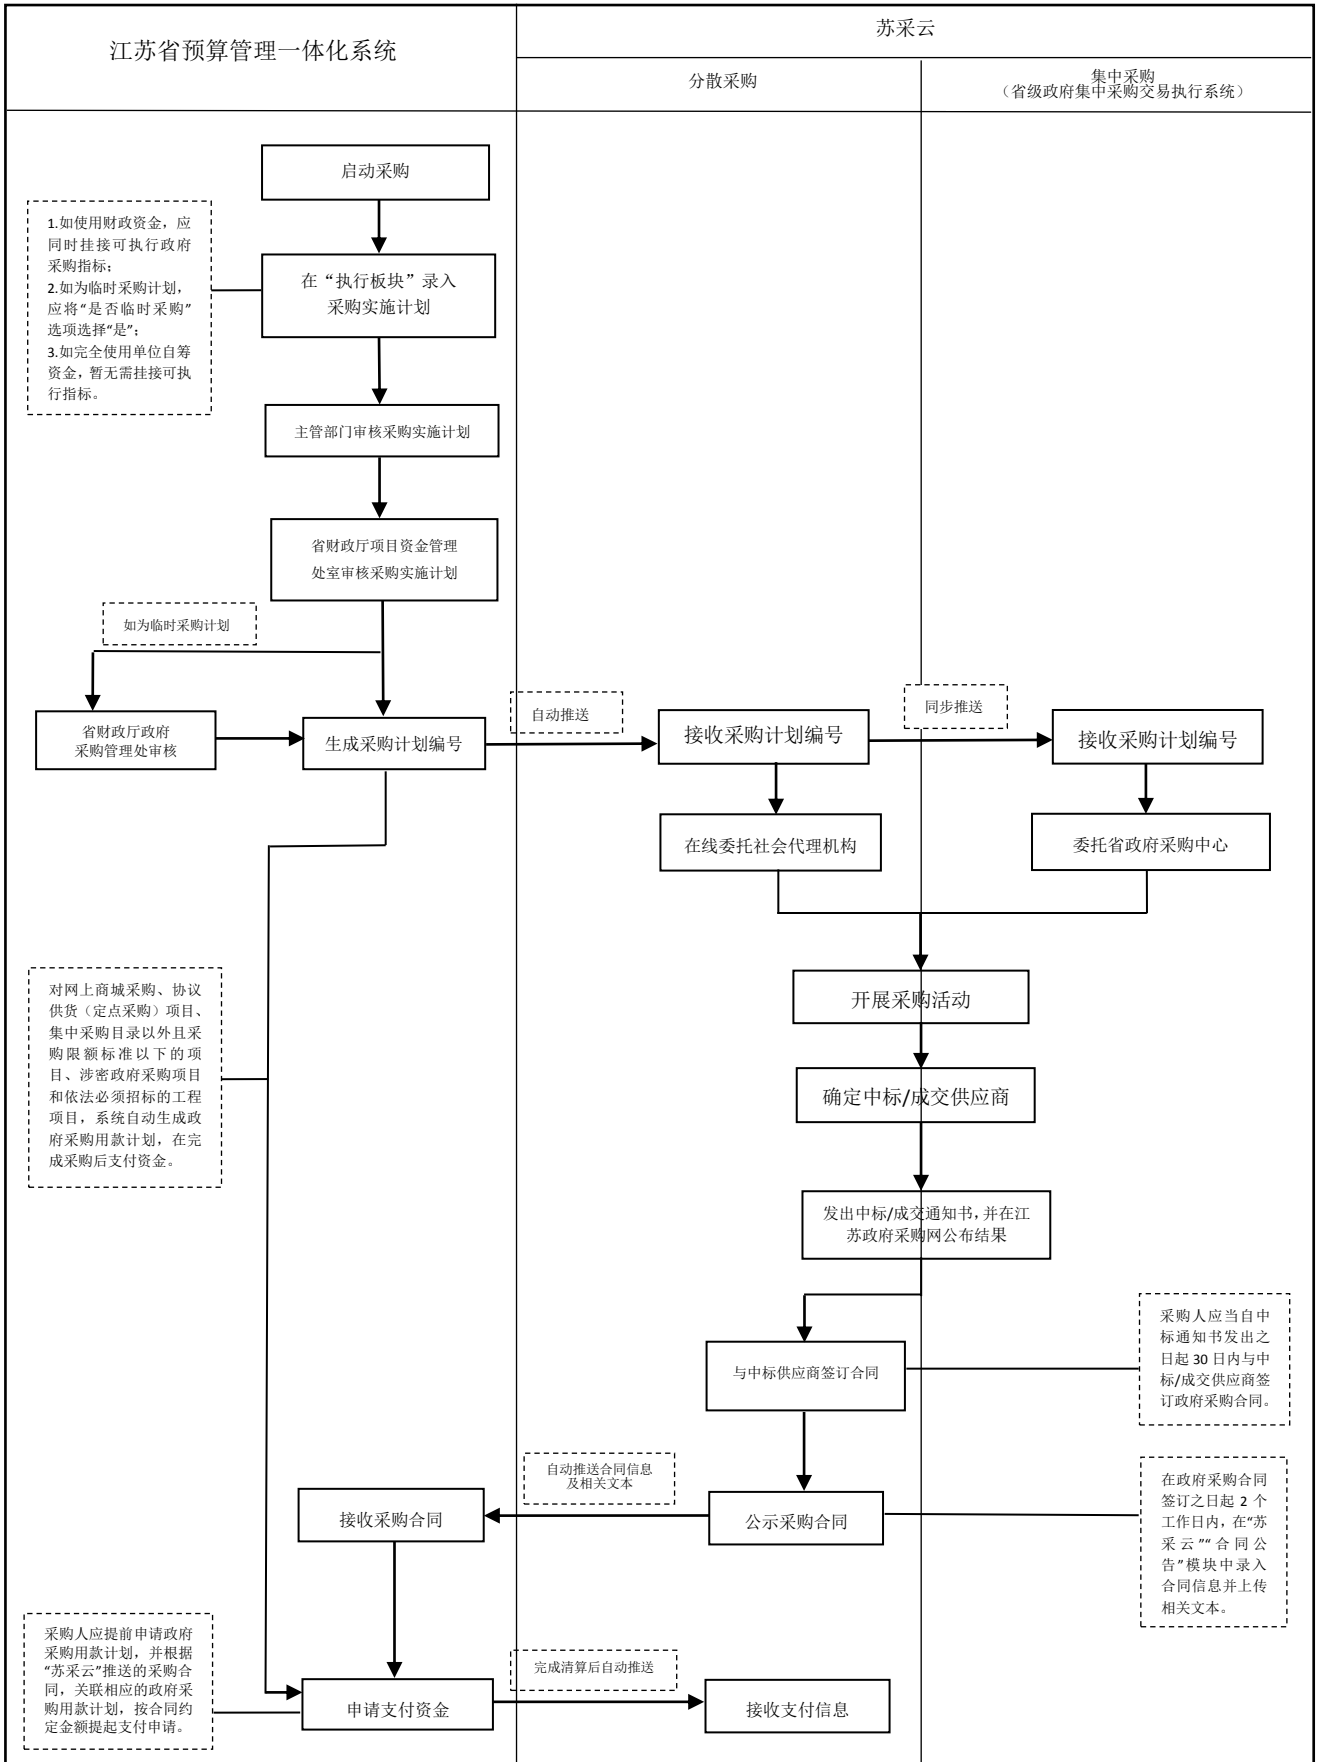 江苏省预算管理一体化系统
苏采云
分散采购
集中采购
（省级政府集中采购交易执行系统）
启动采购
1.如使用财政资金，应
同时挂接可执行政府
采购指标；
2.如为临时采购计划，
应将“是否临时采购”
选项选择“是”；
3.如完全使用单位自筹
资金，暂无需挂接可执
行指标。
在“执行板块”录入
采购实施计划
主管部门审核采购实施计划
省财政厅项目资金管理
处室审核采购实施计划
如为临时采购计划
省财政厅政府
采购管理处审核
生成采购计划编号
自动推送
接收采购计划编号
同步推送
接收采购计划编号
在线委托社会代理机构
委托省政府采购中心
开展采购活动
对网上商城采购、协议
供货（定点采购）项目、
集中采购目录以外且采
购限额标准以下的项
目、涉密政府采购项目
和依法必须招标的工程
项目，系统自动生成政
府采购用款计划，在完
成采购后支付资金。
确定中标/成交供应商
发出中标/成交通知书，并在江
苏政府采购网公布结果
与中标供应商签订合同
采购人应当自中
标通知书发出之
日起 30 日内与中
标/成交供应商签
订政府采购合同。
自动推送合同信息
及相关文本
接收采购合同
公示采购合同
在政府采购合同
签订之日起 2 个
工作日内，在“苏
采云”“合同公
告”模块中录入
合同信息并上传
相关文本。
采购人应提前申请政府
采购用款计划，并根据
“苏采云”推送的采购合
同，关联相应的政府采
购用款计划，按合同约
定金额提起支付申请。
申请支付资金
完成清算后自动推送
接收支付信息